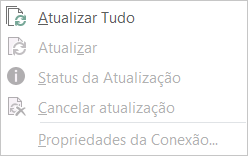 Atualizar Tudo
Atualizar
Status da Atualização
Cancelar atualização
Propriedades da Conexão...